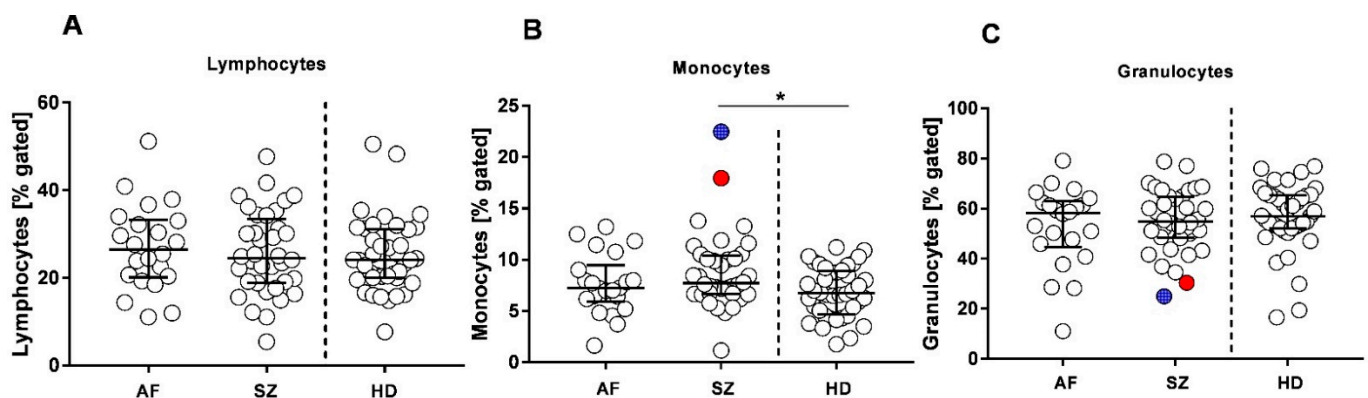 A
Lymphocytes
Lymphocytes [% gated]
60
40
20
0
AF SZ HD
B
Monocytes
*
Monocytes [% gated]
25
20
15
10
5
0
AF SZ HD
C
Granulocytes
Granulocytes [% gated]
100
80
60
40
20
0
AF SZ HD